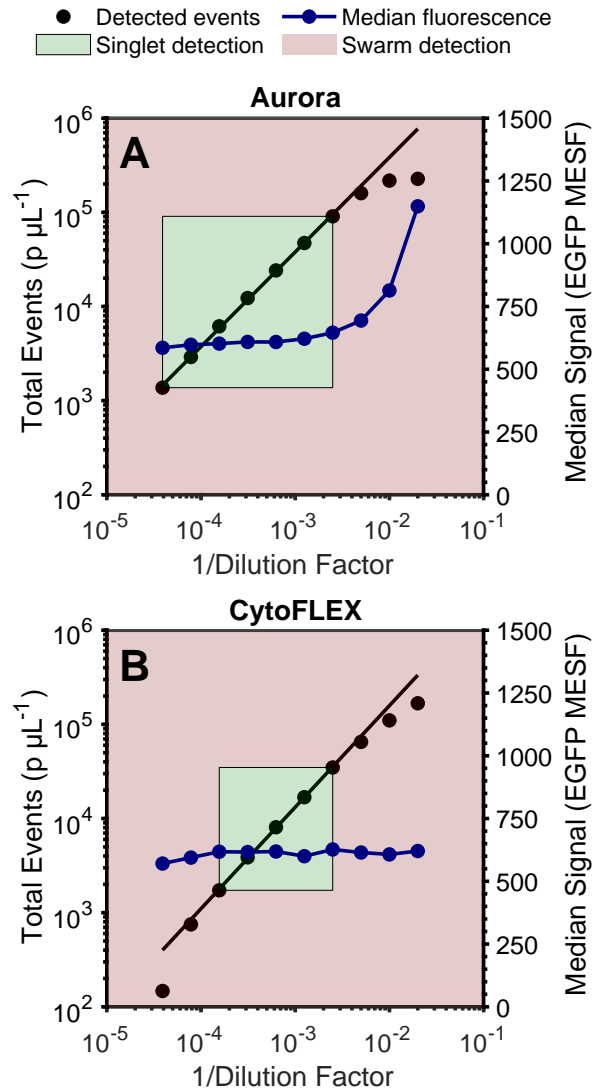 Detected events
Median fluorescence
Singlet detection
Swarm detection
Aurora
A
10^6
10^5
10^4
10^3
10^2
Total Events (p µL^-1)
1500
1250
1000
750
500
250
0
Median Signal (EGFP MESF)
10^-5
10^-4
10^-3
10^-2
10^-1
1/Dilution Factor
CytoFLEX
B
10^6
10^5
10^4
10^3
10^2
Total Events (p µL^-1)
1500
1250
1000
750
500
250
0
Median Signal (EGFP MESF)
10^-5
10^-4
10^-3
10^-2
10^-1
1/Dilution Factor